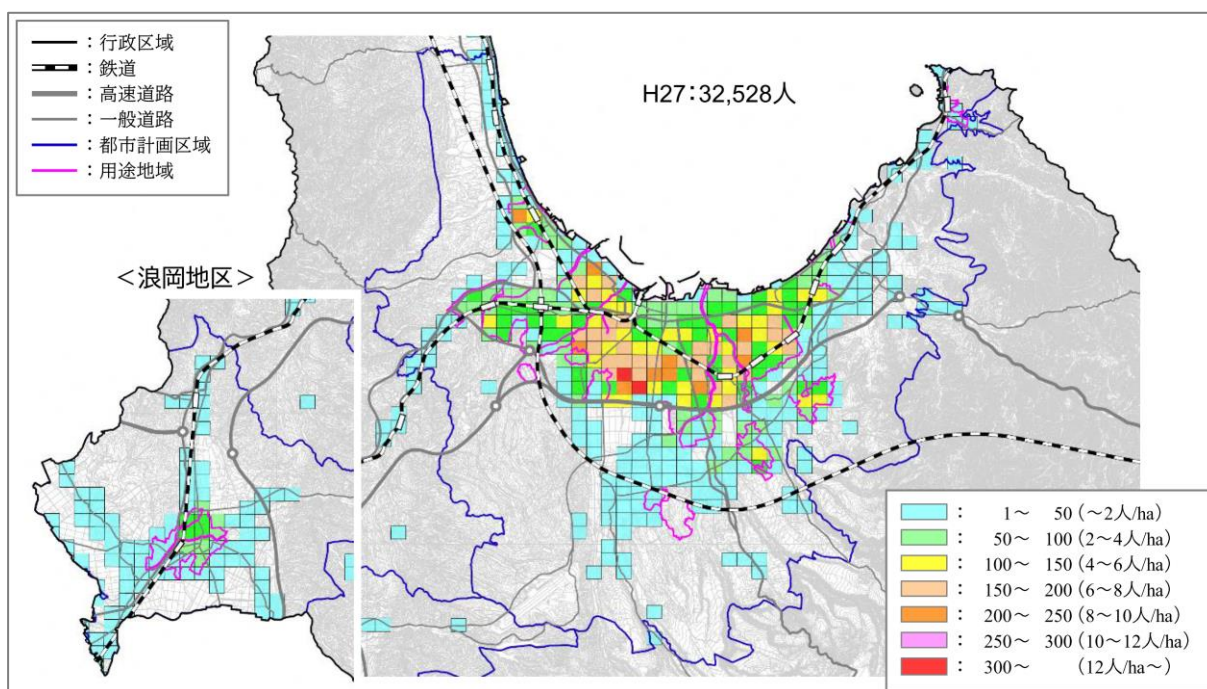 ：行政区域
：鉄道
：高速道路
：一般道路
：都市計画区域
：用途地域
H27：32,528人
＜浪岡地区＞
： 1～ 50 (～2人/ha)
： 50～ 100 (2～4人/ha)
： 100～ 150 (4～6人/ha)
： 150～ 200 (6～8人/ha)
： 200～ 250 (8～10人/ha)
： 250～ 300 (10～12人/ha)
： 300～ (12人/ha～)